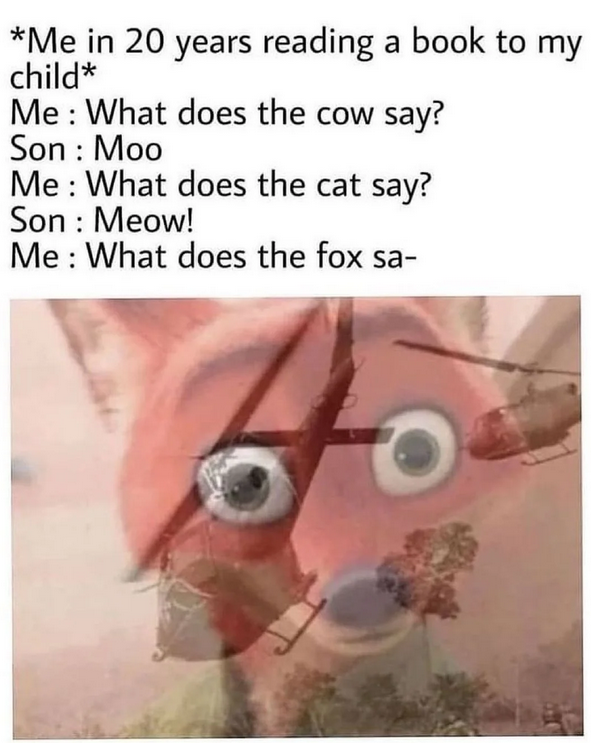 *Me in 20 years reading a book to my
child*
Me : What does the cow say?
Son : Moo
Me : What does the cat say?
Son : Meow!
Me : What does the fox sa-